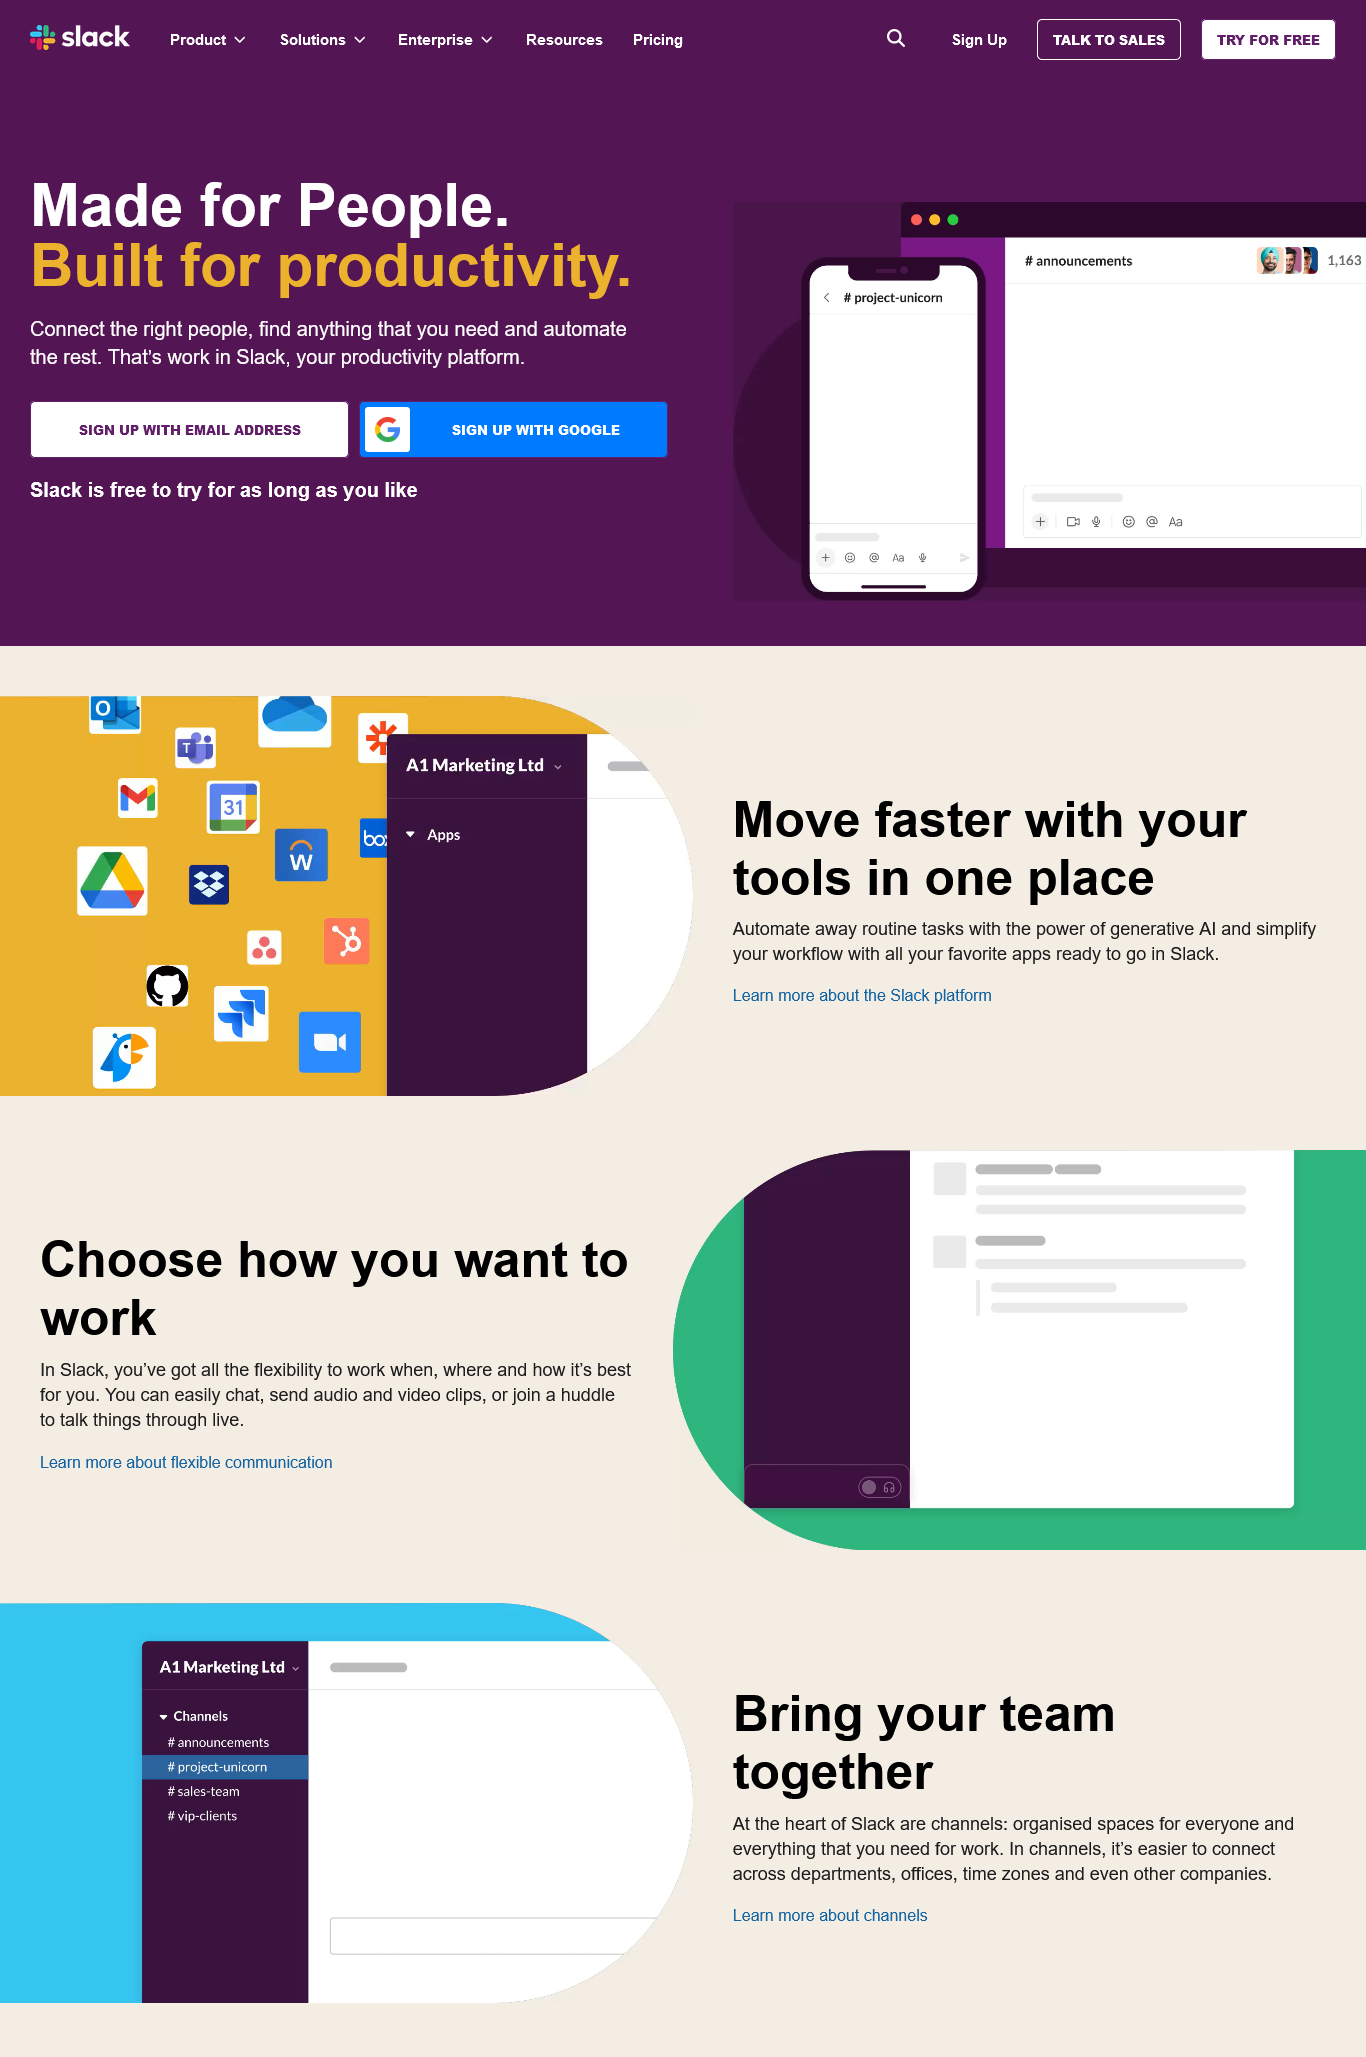 slack
Product
Solutions
Enterprise
Resources
Pricing
Sign Up
TALK TO SALES
TRY FOR FREE
Made for People.
Built for productivity.
Connect the right people, find anything that you need and automate
the rest. That’s work in Slack, your productivity platform.
SIGN UP WITH EMAIL ADDRESS
SIGN UP WITH GOOGLE
Slack is free to try for as long as you like
# announcements
1,163
# project-unicorn
Aa
Aa
O
T
31
W
box
A1 Marketing Ltd
Apps
Move faster with your
tools in one place
Automate away routine tasks with the power of generative AI and simplify
your workflow with all your favorite apps ready to go in Slack.
Learn more about the Slack platform
Choose how you want to
work
In Slack, you’ve got all the flexibility to work when, where and how it’s best
for you. You can easily chat, send audio and video clips, or join a huddle
to talk things through live.
Learn more about flexible communication
A1 Marketing Ltd
Channels
# announcements
# project-unicorn
# sales-team
# vip-clients
Bring your team
together
At the heart of Slack are channels: organised spaces for everyone and
everything that you need for work. In channels, it’s easier to connect
across departments, offices, time zones and even other companies.
Learn more about channels